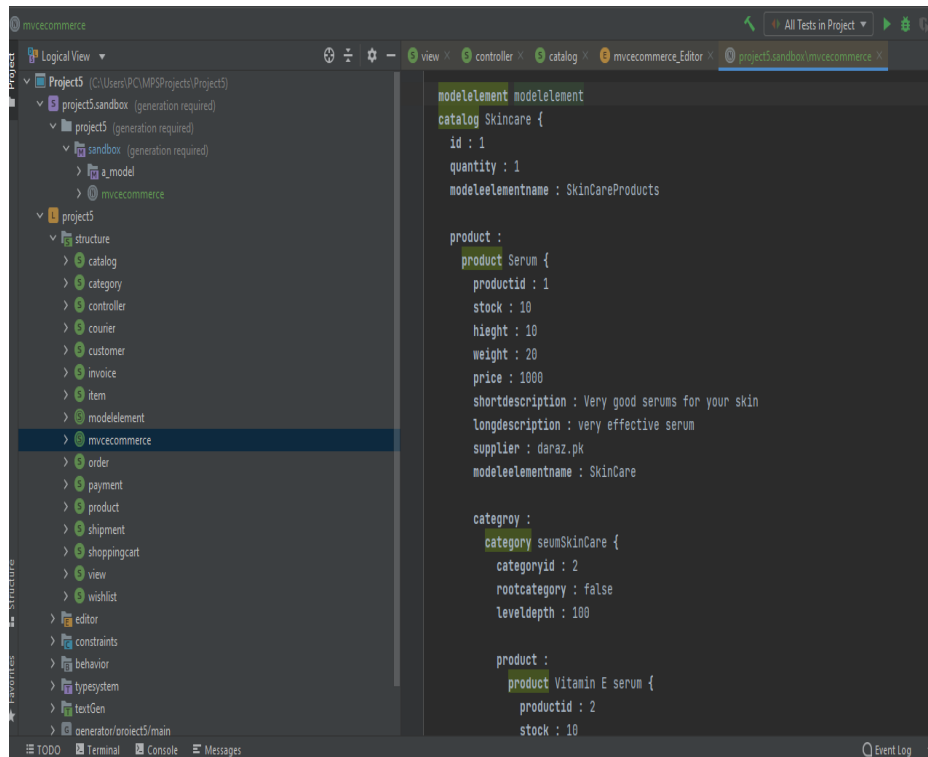 mvcecommerce
All Tests in Project
Project
Logical View
view
controller
catalog
mvcecommerce_Editor
project5.sandbox\mvcecommerce
Project5 (C:\Users\PC\MPSProjects\Project5)
project5.sandbox (generation required)
project5 (generation required)
sandbox (generation required)
a_model
mvcecommerce
project5
structure
catalog
category
controller
courier
customer
invoice
item
modelelement
mvcecommerce
order
payment
product
shipment
shoppingcart
view
wishlist
editor
constraints
behavior
typesystem
textGen
generator/project5/main
modelelement modelelement
catalog Skincare {
id : 1
quantity : 1
modeleelementname : SkinCareProducts
product :
product Serum {
productid : 1
stock : 10
hieght : 10
weight : 20
price : 1000
shortdescription : Very good serums for your skin
longdescription : very effective serum
supplier : daraz.pk
modeleelementname : SkinCare
categroy :
category seumSkinCare {
categoryid : 2
rootcategory : false
leveldepth : 100
product :
product Vitamin E serum {
productid : 2
stock : 10
Structure
Favorites
TODO
Terminal
Console
Messages
Event Log